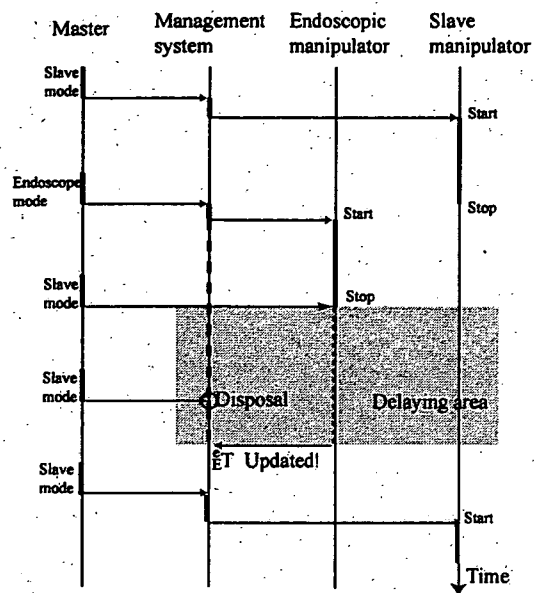 Master
Management
system
Endoscopic
manipulator
Slave
manipulator
Slave
mode
Start
Endoscope
mode
Start
Stop
Slave
mode
Stop
Slave
mode
Disposal
Delaying area
e
ET Updated!
Slave
mode
Start
Time